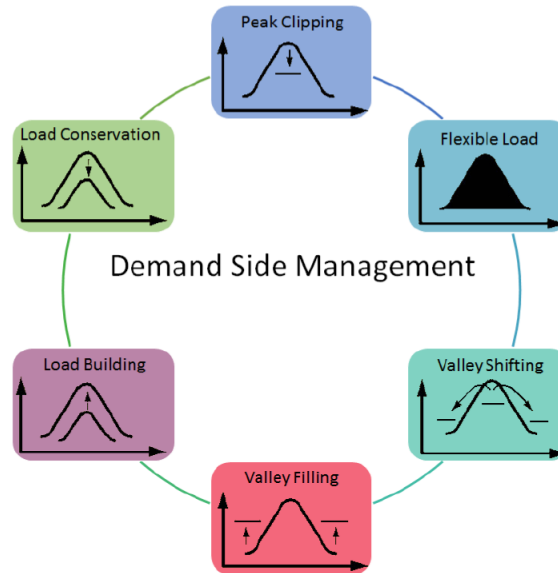 Peak Clipping
Load Conservation
Flexible Load
Demand Side Management
Load Building
Valley Shifting
Valley Filling